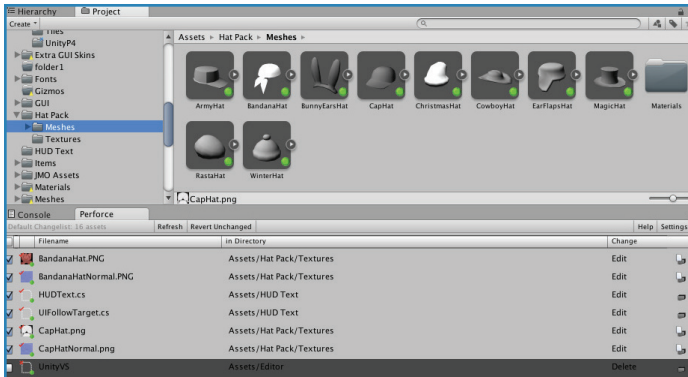 Hierarchy Project
Create
Tiles
UnityP4
Extra GUI Skins
folder1
Fonts
Gizmos
GUI
Hat Pack
Meshes
Textures
HUD Text
Items
JMO Assets
Materials
Meshes
Assets Hat Pack Meshes
ArmyHat BandanaHat BunnyEarsHat CapHat ChristmasHat CowboyHat EarFlapsHat MagicHat Materials
RastaHat WinterHat
CapHat.png
Console Perforce
Default Changelist: 16 assets Refresh Revert Unchanged Help Settings
Filename in Directory Change
BandanaHat.PNG Assets/Hat Pack/Textures Edit
BandanaHatNormal.PNG Assets/Hat Pack/Textures Edit
HUDText.cs Assets/HUD Text Edit
UIFollowTarget.cs Assets/HUD Text Edit
CapHat.png Assets/Hat Pack/Textures Edit
CapHatNormal.png Assets/Hat Pack/Textures Edit
UnityVS Assets/Editor Delete